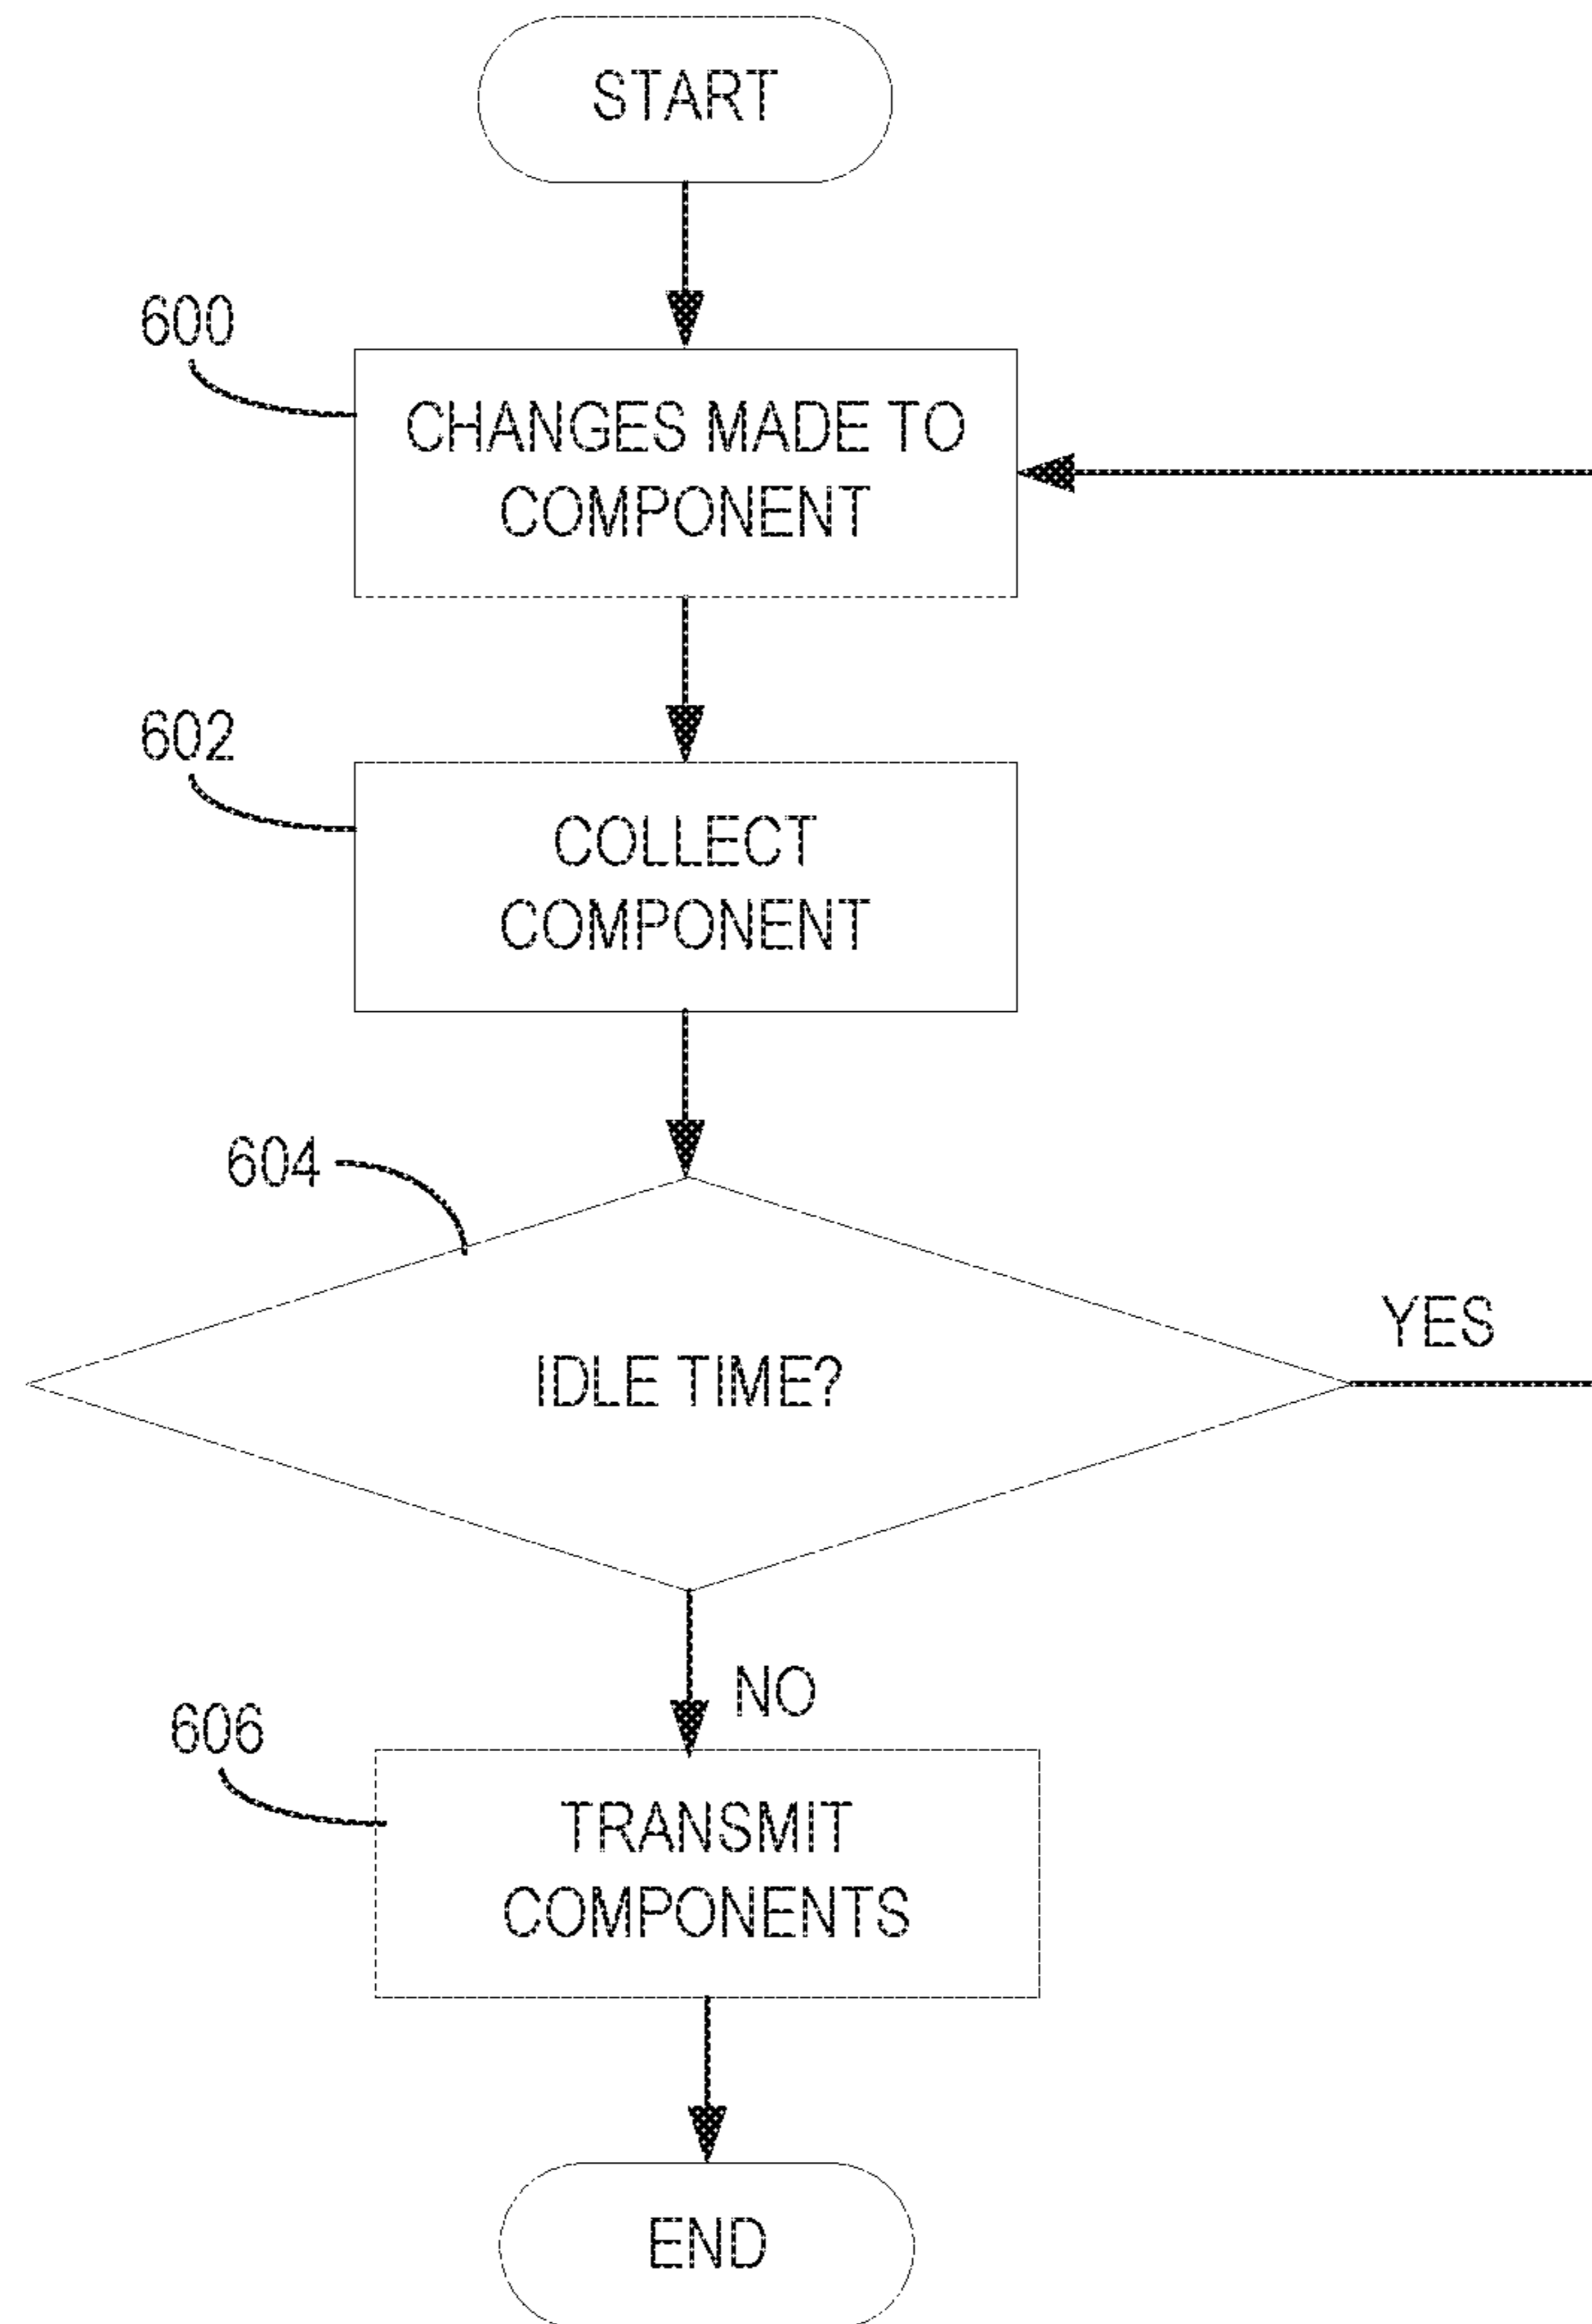 START
600
CHANGES MADE TO
COMPONENT
602
COLLECT
COMPONENT
604
IDLE TIME?
YES
NO
606
TRANSMIT
COMPONENTS
END